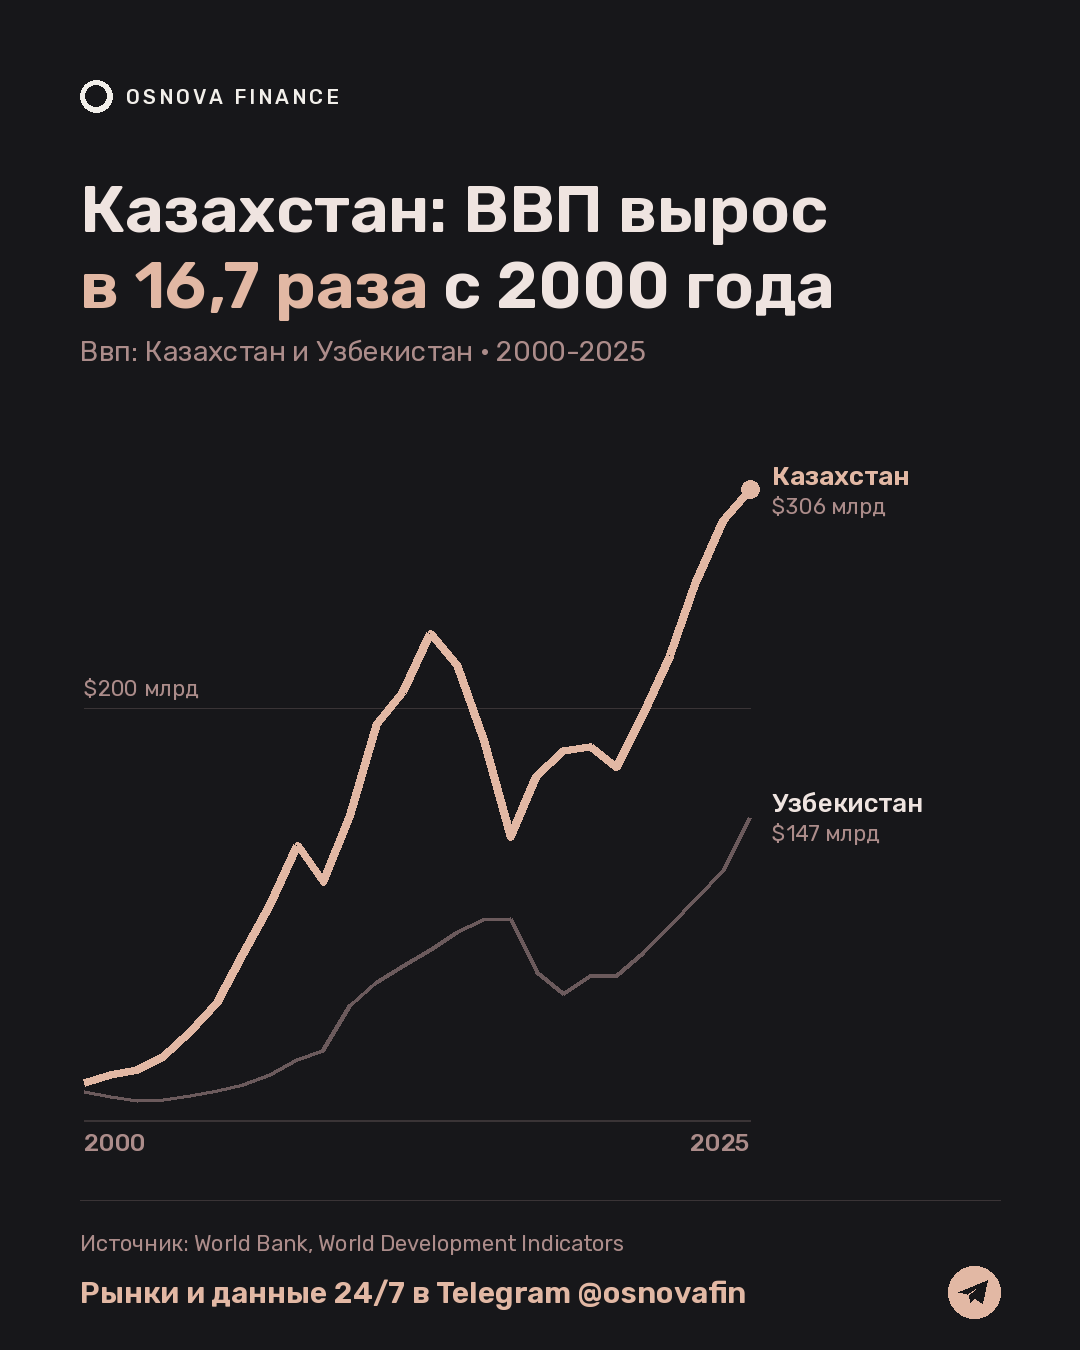 OSNOVA FINANCE
Казахстан: ВВП вырос
в 16,7 раза с 2000 года
Ввп: Казахстан и Узбекистан • 2000-2025
Казахстан
$306 млрд
$200 млрд
Узбекистан
$147 млрд
2000
2025
Источник: World Bank, World Development Indicators
Рынки и данные 24/7 в Telegram @osnovafin